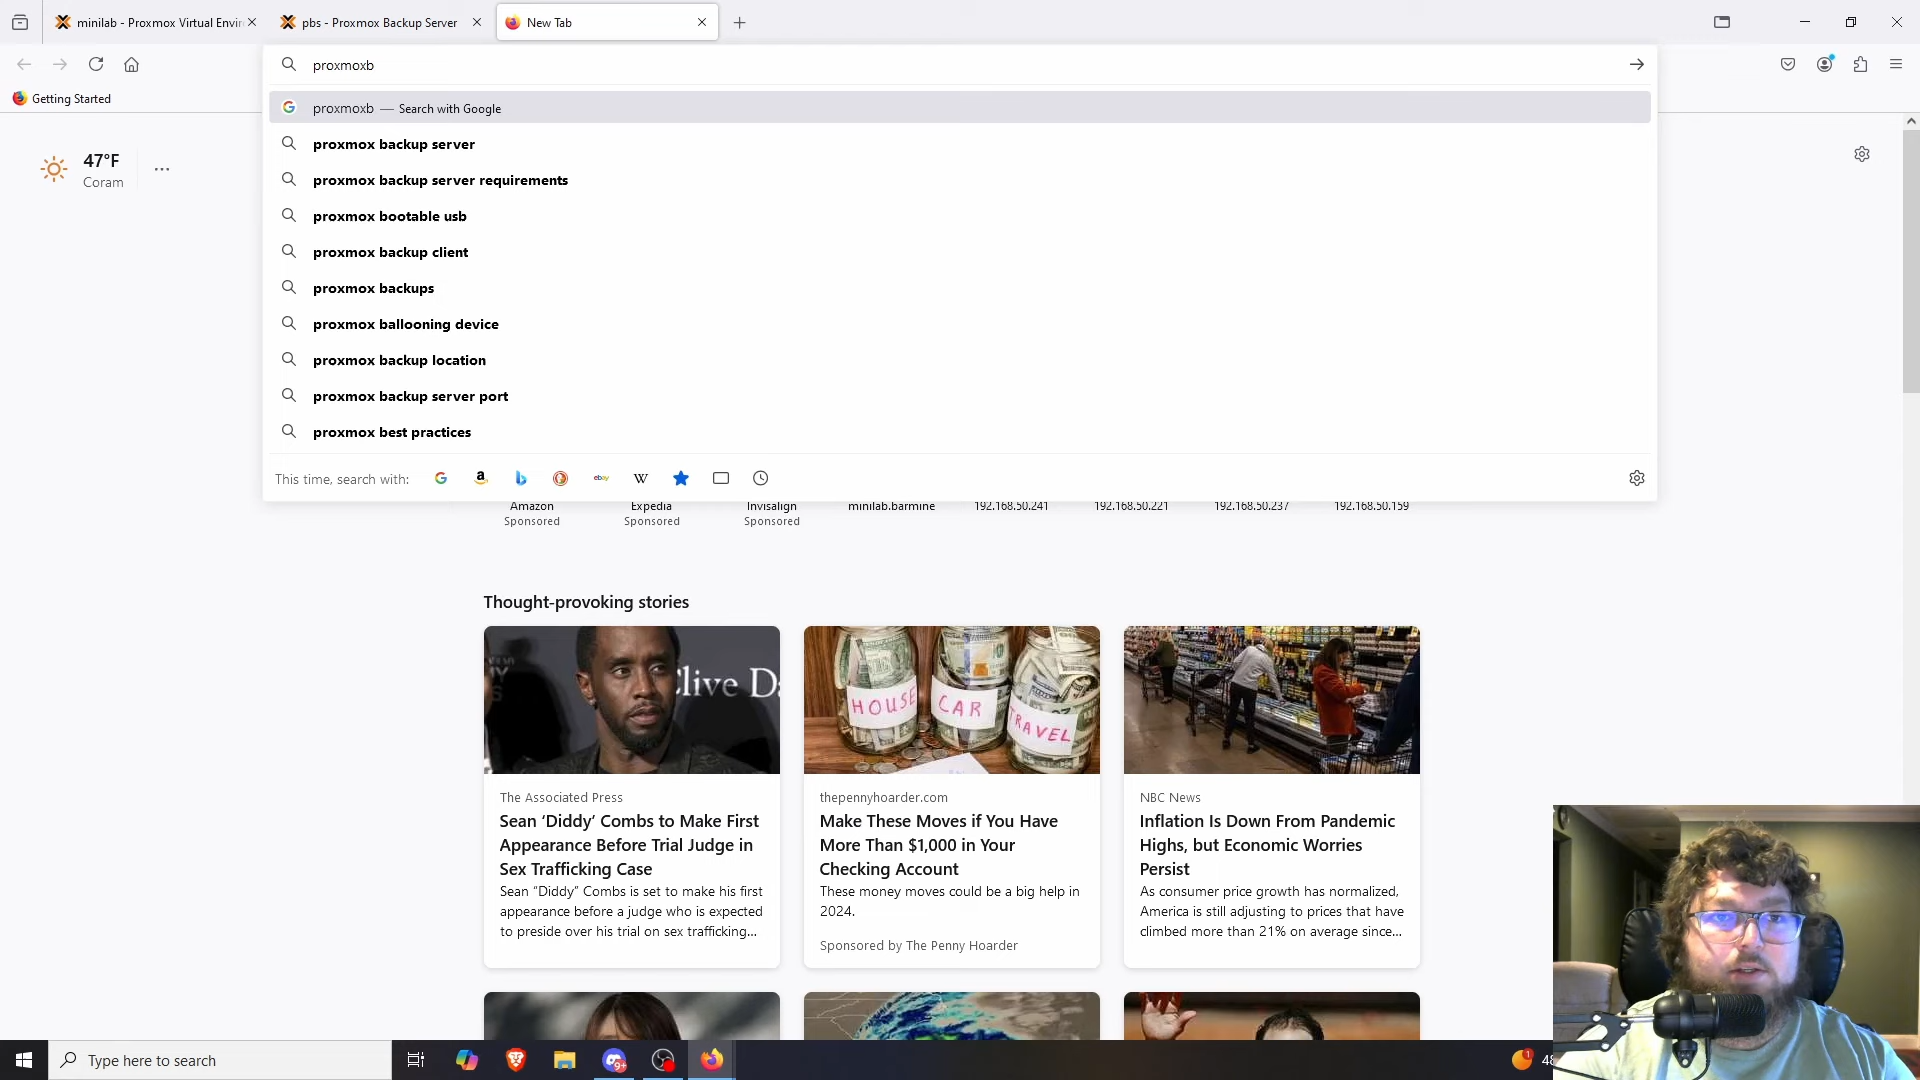 minilab - Proxmox Virtual Envir
pbs - Proxmox Backup Server
New Tab
proxmoxb
Getting Started
proxmoxb — Search with Google
proxmox backup server
proxmox backup server requirements
proxmox bootable usb
proxmox backup client
proxmox backups
proxmox ballooning device
proxmox backup location
proxmox backup server port
proxmox best practices
47°F
Coram
This time, search with:
ebay
W
Amazon
Sponsored
Expedia
Sponsored
Invisalign
Sponsored
minilab.barmine
192.168.50.241
192.168.50.221
192.168.50.237
192.168.50.159
Thought-provoking stories
Clive Da
HOUSE
CAR
TRAVEL
The Associated Press
Sean ‘Diddy’ Combs to Make First
Appearance Before Trial Judge in
Sex Trafficking Case
Sean “Diddy” Combs is set to make his first
appearance before a judge who is expected
to preside over his trial on sex trafficking...
thepennyhoarder.com
Make These Moves if You Have
More Than $1,000 in Your
Checking Account
These money moves could be a big help in
2024.
Sponsored by The Penny Hoarder
NBC News
Inflation Is Down From Pandemic
Highs, but Economic Worries
Persist
As consumer price growth has normalized,
America is still adjusting to prices that have
climbed more than 21% on average since...
Type here to search
9+
1
48